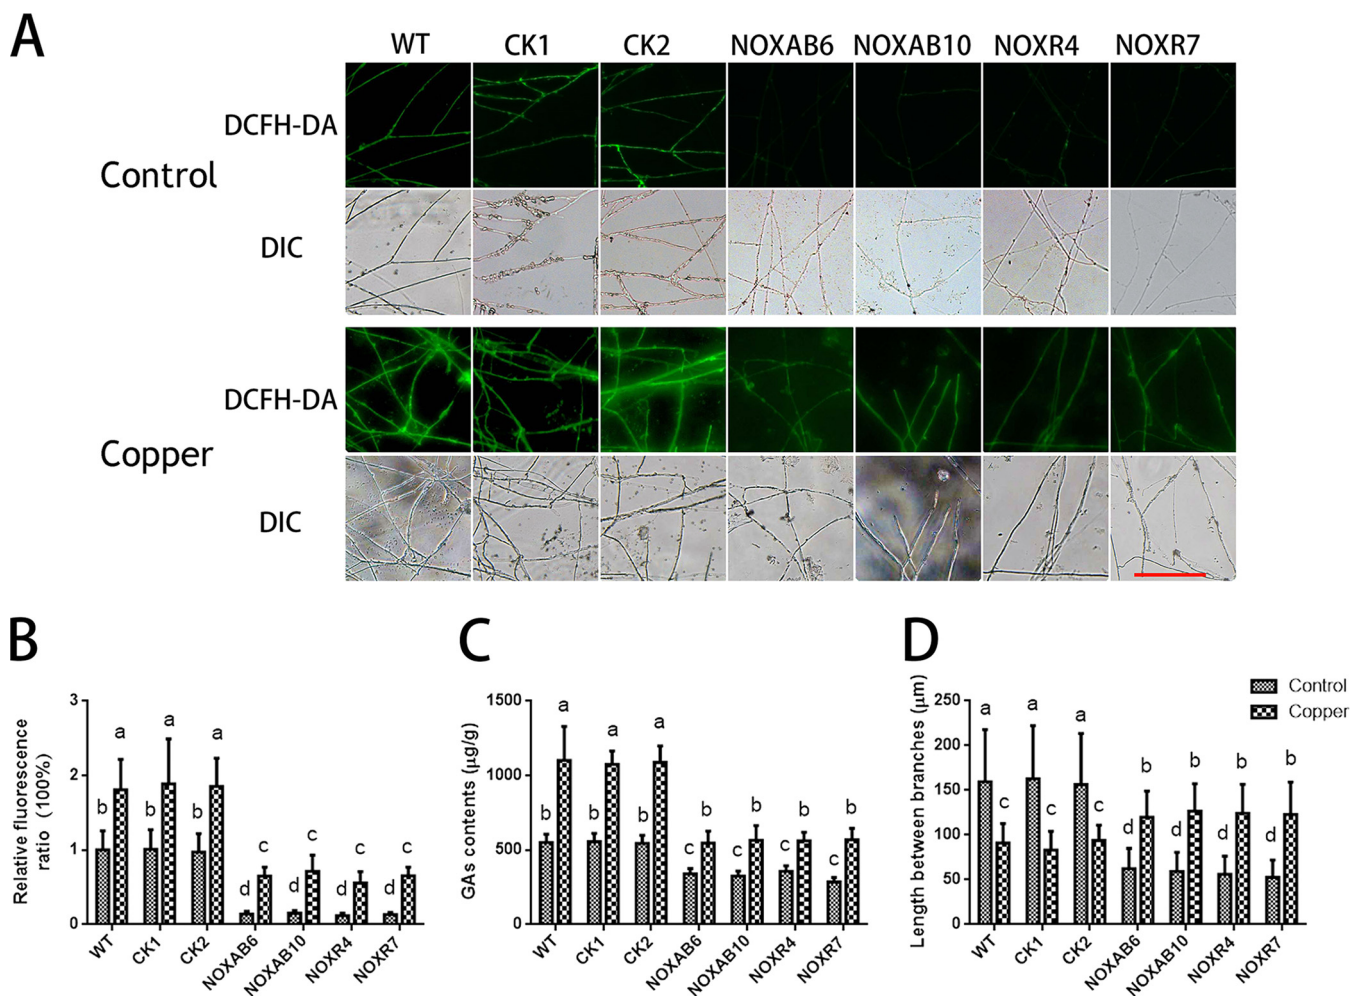 A
WT CK1 CK2 NOXAB6 NOXAB10 NOXR4 NOXR7
DCFH-DA
Control
DIC
DCFH-DA
Copper
DIC
B
Relative fluorescence
ratio (100%)
3
2
1
0
b a b a b a d c d c d c d c
WT CK1 CK2 NOXAB6 NOXAB10 NOXR4 NOXR7
C
GAs contents (μg/g)
1500
1000
500
0
b a b a b a c b c b c b c b
WT CK1 CK2 NOXAB6 NOXAB10 NOXR4 NOXR7
D
Length between branches (μm)
250
200
150
100
50
0
a c a c a c d b d b d b d b
WT CK1 CK2 NOXAB6 NOXAB10 NOXR4 NOXR7
Control
Copper